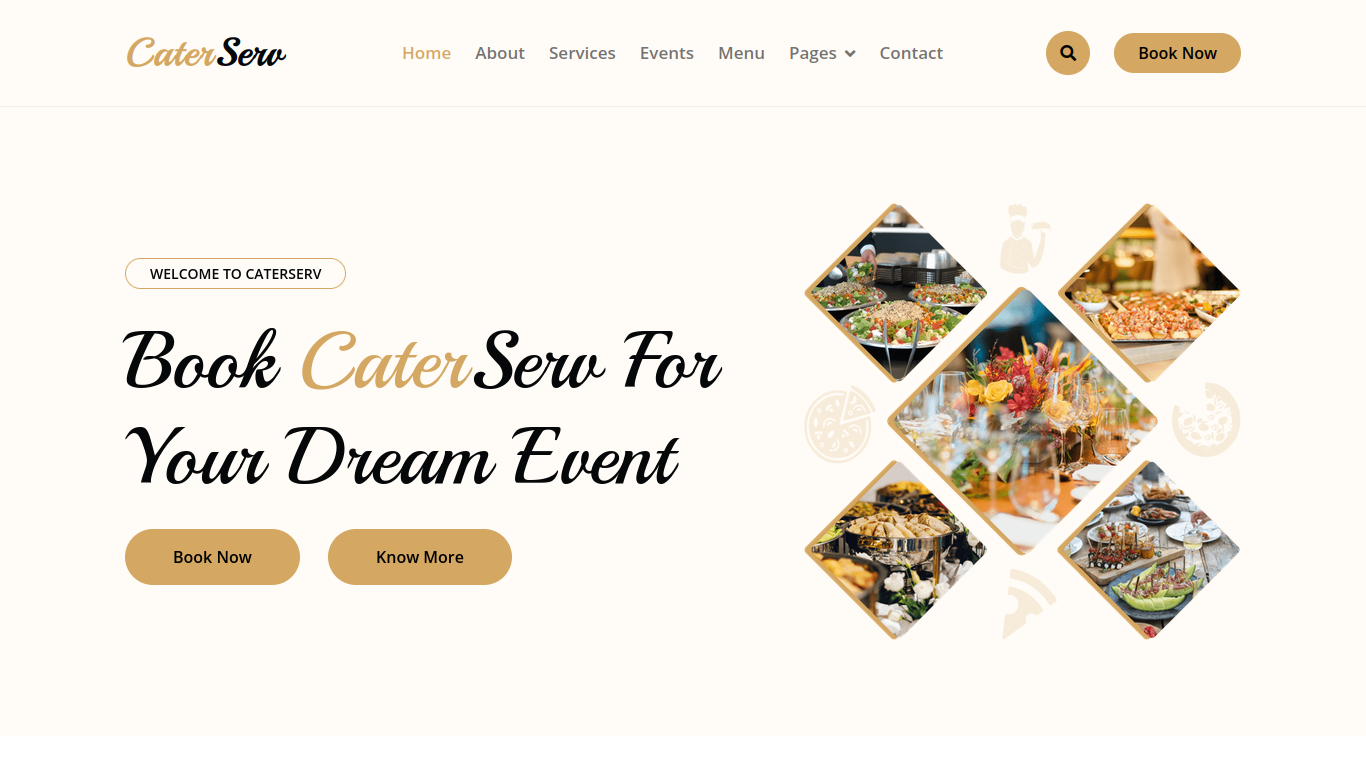 CaterServ
Home About Services Events Menu Pages Contact
Book Now
WELCOME TO CATERSERV
Book CaterServ For
Your Dream Event
Book Now Know More